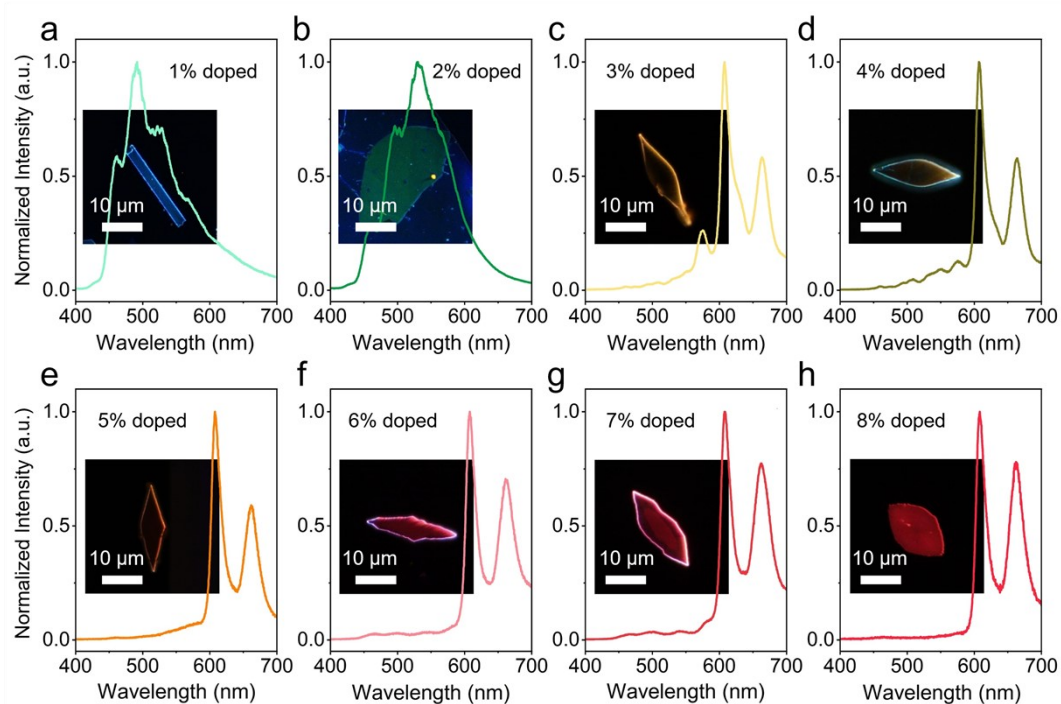 a
b
c
d
Normalized Intensity (a.u.)
1.0
0.5
0.0
1% doped
10 µm
400 500 600 700
Wavelength (nm)
1.0
0.5
0.0
2% doped
10 µm
400 500 600 700
Wavelength (nm)
1.0
0.5
0.0
3% doped
10 µm
400 500 600 700
Wavelength (nm)
1.0
0.5
0.0
4% doped
10 µm
400 500 600 700
Wavelength (nm)
e
f
g
h
Normalized Intensity (a.u.)
1.0
0.5
0.0
5% doped
10 µm
400 500 600 700
Wavelength (nm)
1.0
0.5
0.0
6% doped
10 µm
400 500 600 700
Wavelength (nm)
1.0
0.5
0.0
7% doped
10 µm
400 500 600 700
Wavelength (nm)
1.0
0.5
0.0
8% doped
10 µm
400 500 600 700
Wavelength (nm)